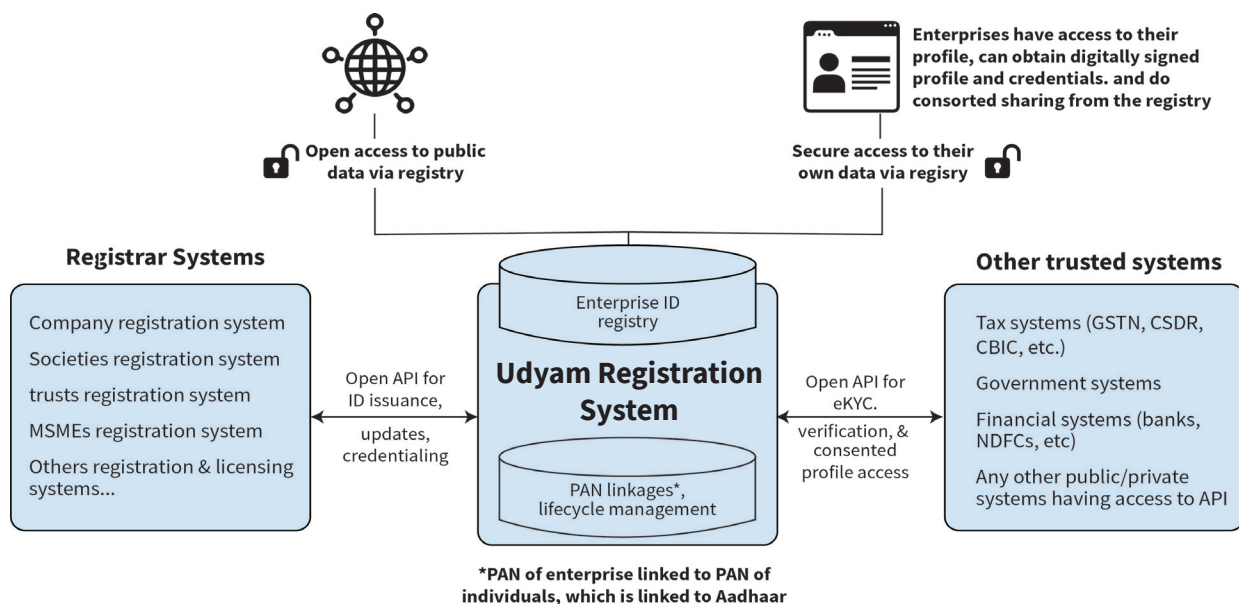 Enterprises have access to their
profile, can obtain digitally signed
profile and credentials. and do
consorted sharing from the registry
Open access to public
data via registry
Secure access to their
own data via regisry
Registrar Systems
Company registration system
Societies registration system
trusts registration system
MSMEs registration system
Others registration & licensing
systems...
Open API for
ID issuance,
updates,
credentialing
Enterprise ID
registry
Udyam Registration
System
PAN linkages*,
lifecycle management
*PAN of enterprise linked to PAN of
individuals, which is linked to Aadhaar
Open API for
eKYC.
verification, &
consented
profile access
Other trusted systems
Tax systems (GSTN, CSDR,
CBIC, etc.)
Government systems
Financial systems (banks,
NDFCs, etc)
Any other public/private
systems having access to API